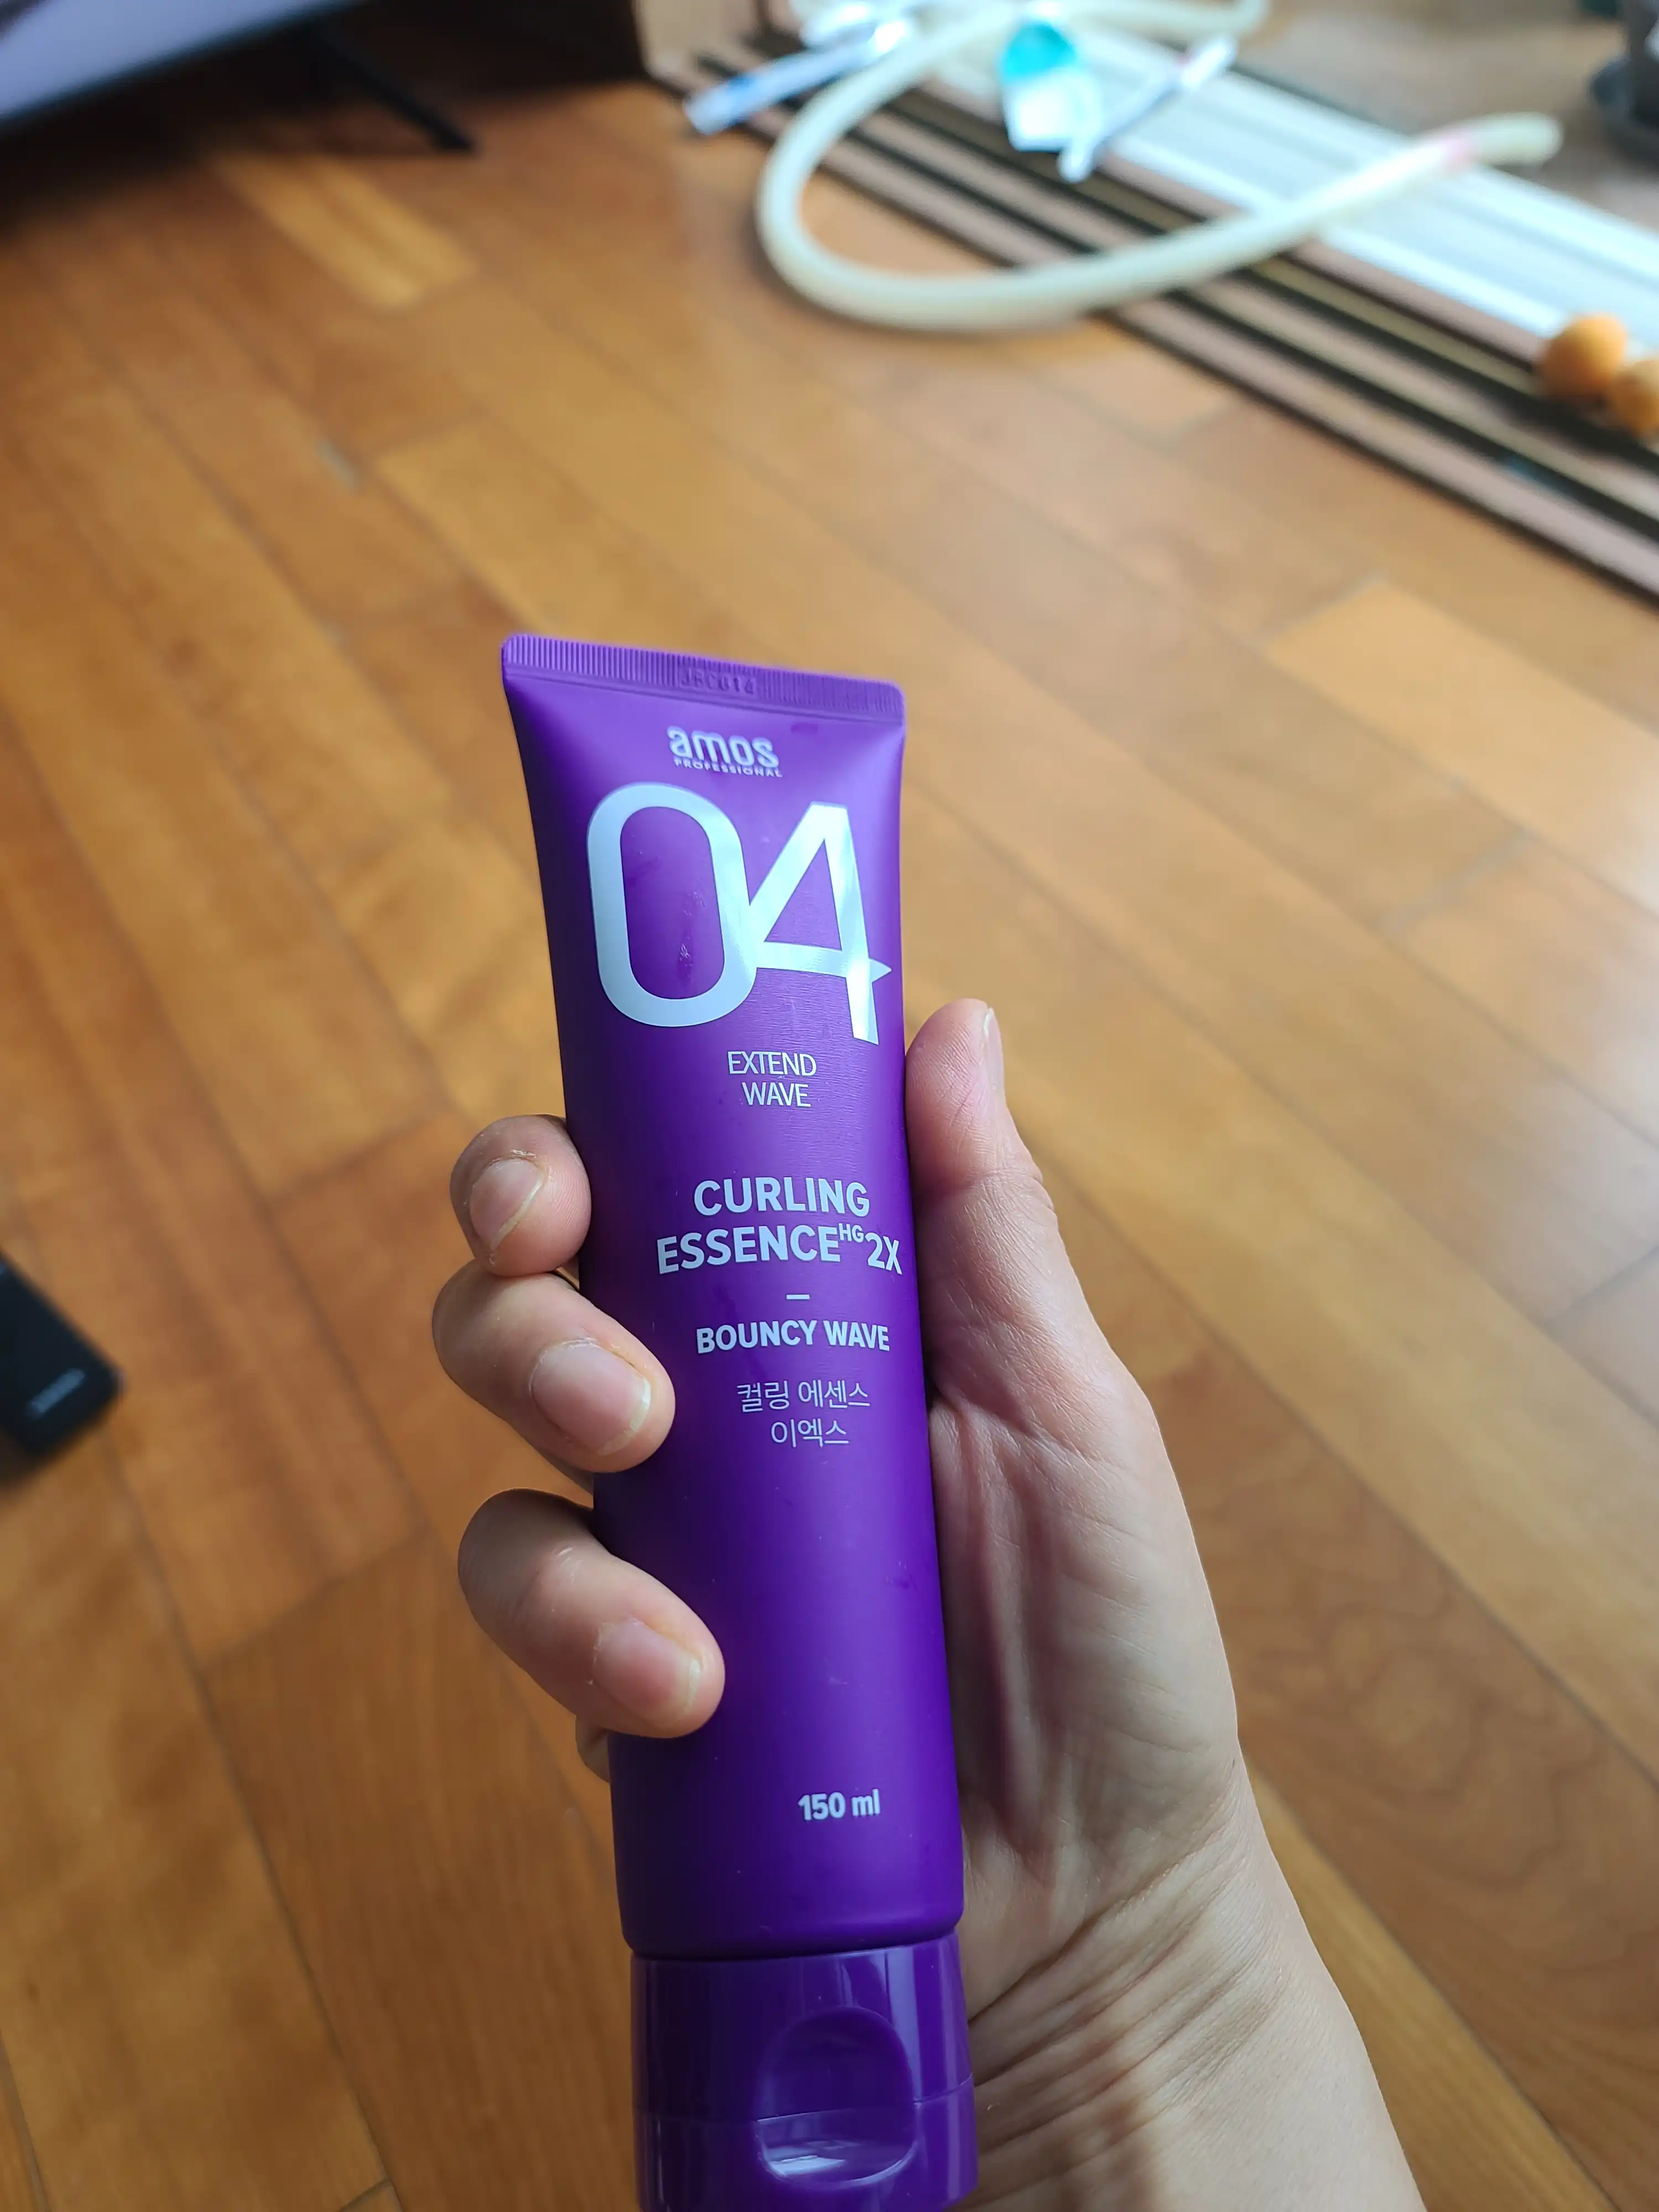 amos
PROFESSIONAL
04
EXTEND
WAVE
CURLING
ESSENCE HG 2X
BOUNCY WAVE
컬링 에센스
이엑스
150 ml